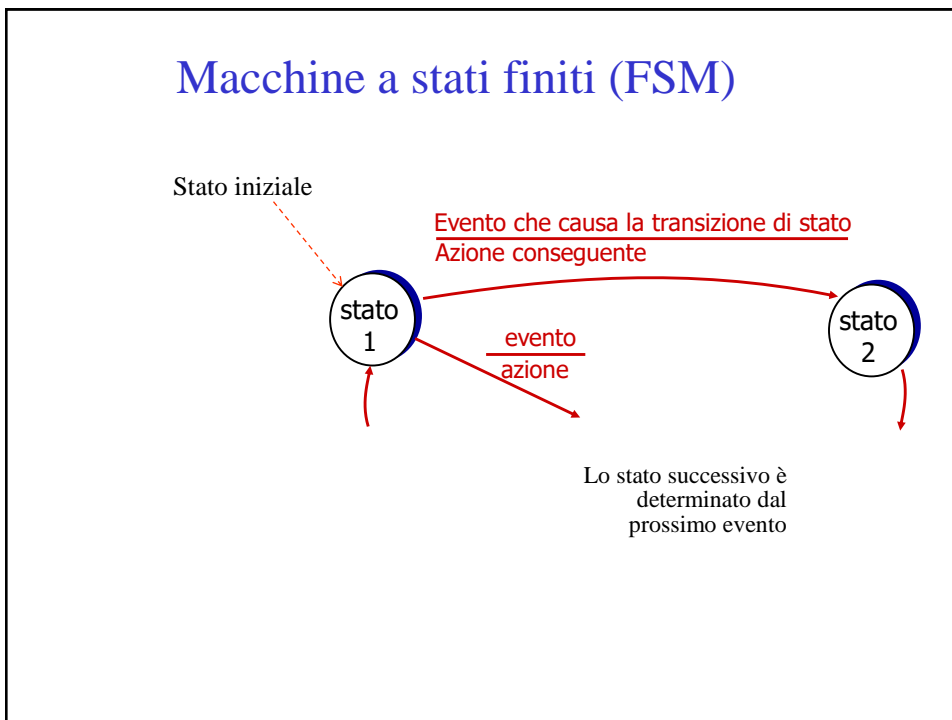 Macchine a stati finiti (FSM)
Stato iniziale
Evento che causa la transizione di stato
Azione conseguente
stato
1
evento
azione
stato
2
Lo stato successivo è
determinato dal
prossimo evento